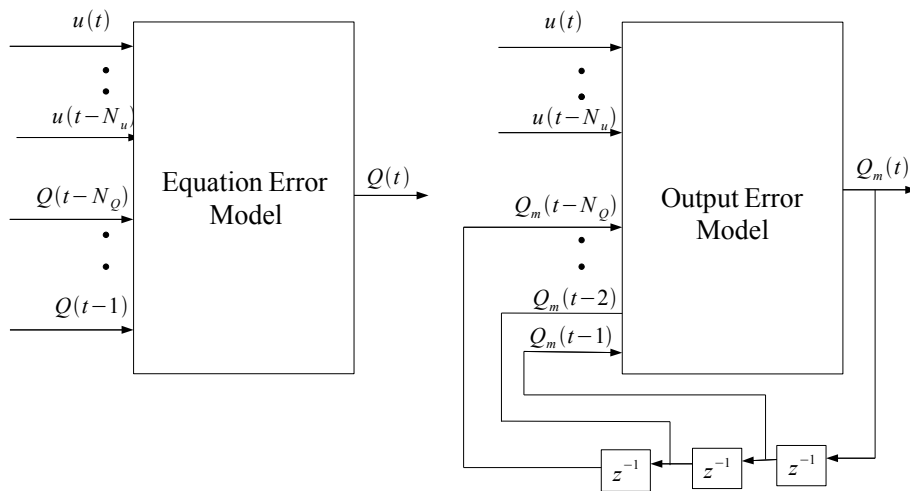 u(t)
u(t−N_u)
Q(t−N_Q)
Q(t−1)
Equation Error
Model
Q(t)
u(t)
u(t−N_u)
Q_m(t−N_Q)
Q_m(t−2)
Q_m(t−1)
Output Error
Model
Q_m(t)
z^{−1}
z^{−1}
z^{−1}